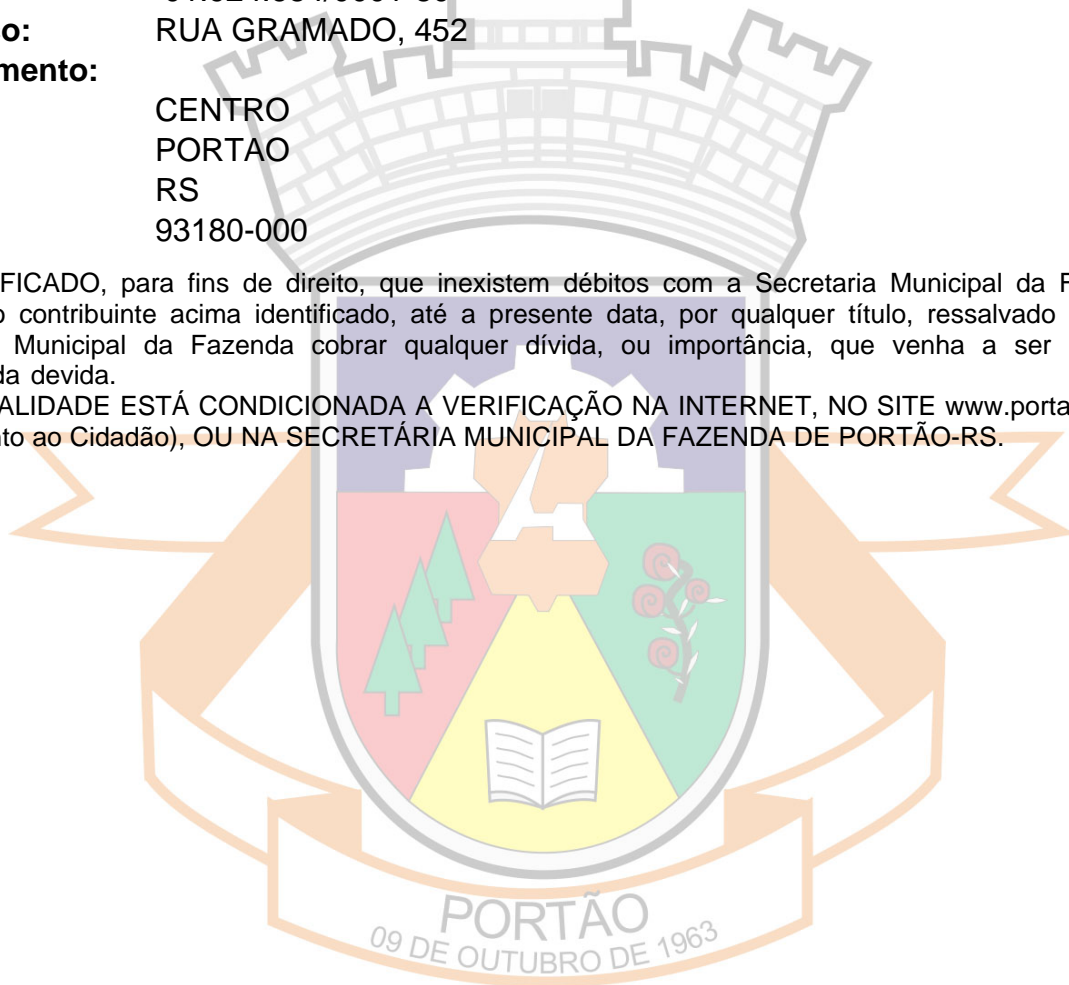 o: RUA GRAMADO, 452
mento:
CENTRO
PORTAO
RS
93180-000
FICADO, para fins de direito, que inexistem débitos com a Secretaria Municipal da F
o contribuinte acima identificado, até a presente data, por qualquer título, ressalvado
Municipal da Fazenda cobrar qualquer dívida, ou importância, que venha a ser
da devida.
ALIDADE ESTÁ CONDICIONADA A VERIFICAÇÃO NA INTERNET, NO SITE www.porta
nto ao Cidadão), OU NA SECRETÁRIA MUNICIPAL DA FAZENDA DE PORTÃO-RS.
PORTÃO
09 DE OUTUBRO DE 1963